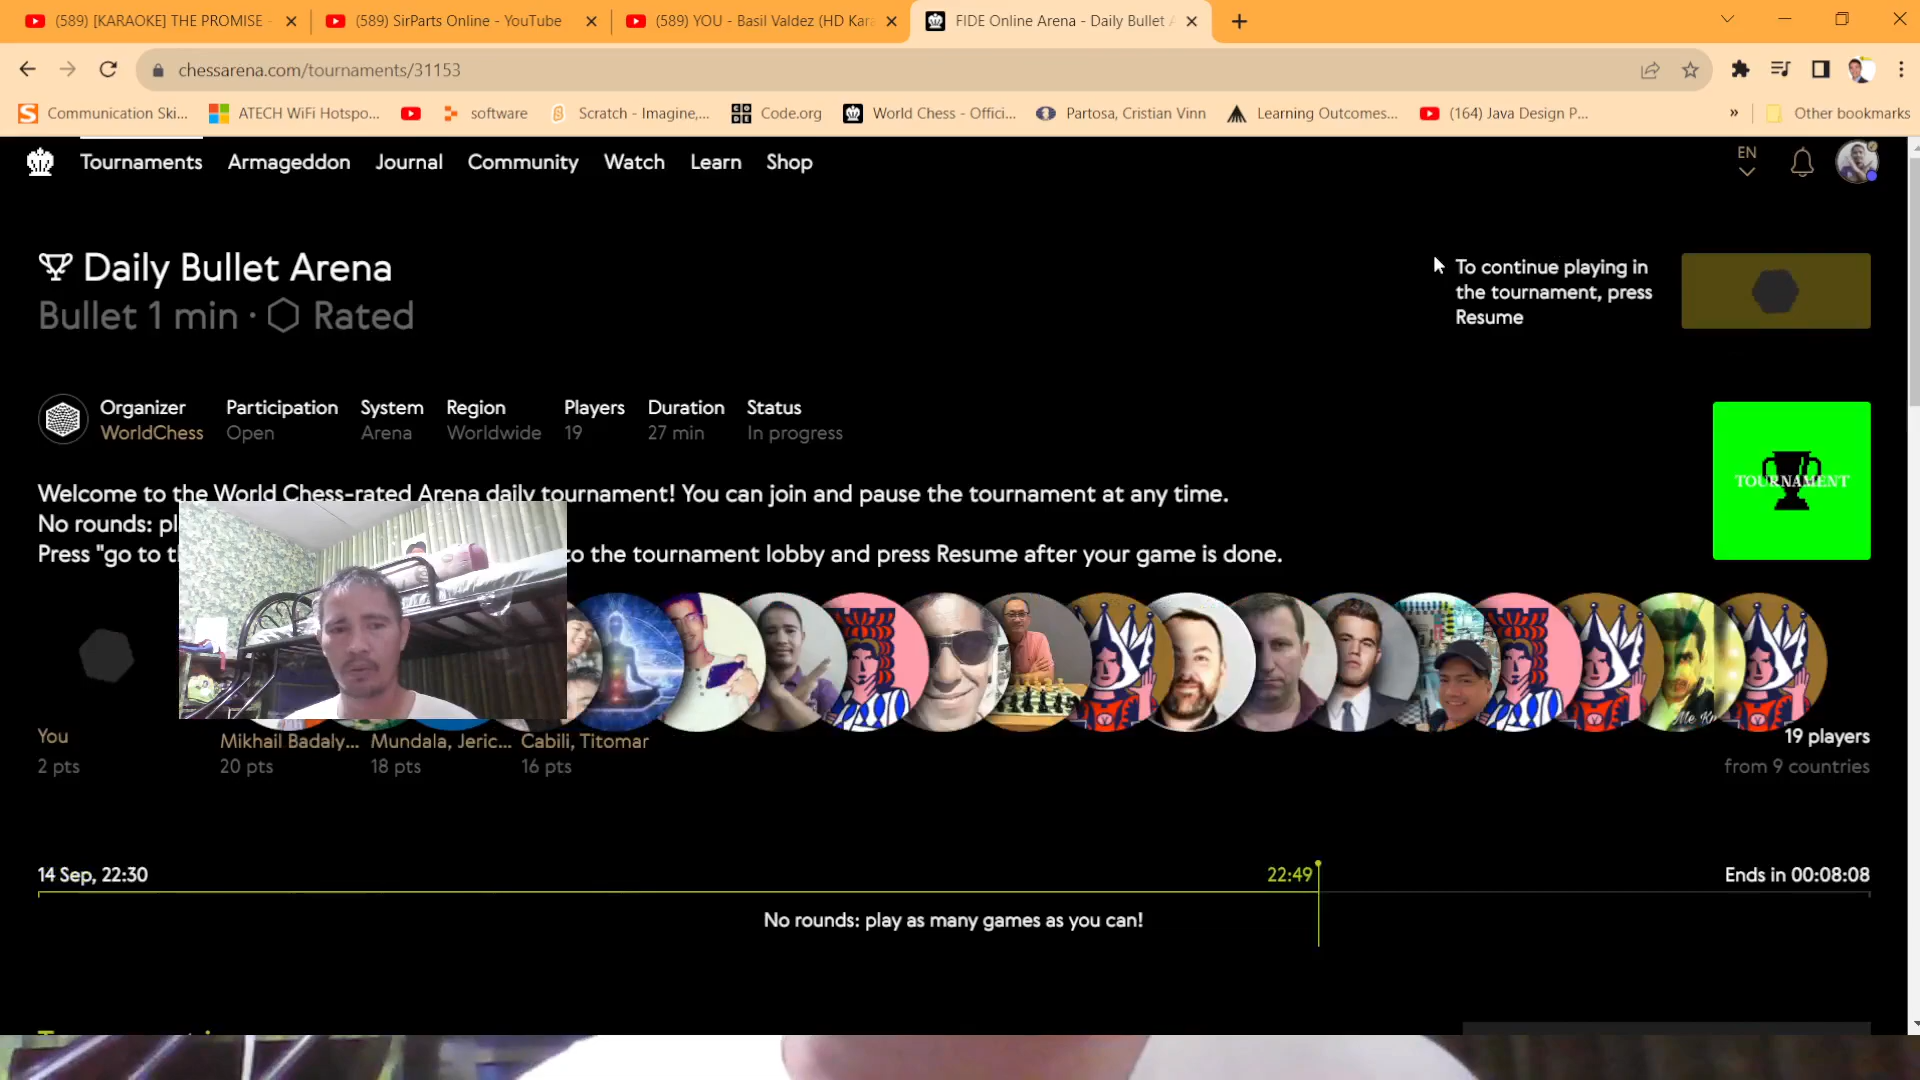 (589) [KARAOKE] THE PROMISE -
(589) SirParts Online - YouTube
(589) YOU - Basil Valdez (HD Kar
FIDE Online Arena - Daily Bullet A
chessarena.com/tournaments/31153
Communication Ski...
ATECH WiFi Hotspo...
software
Scratch - Imagine,...
Code.org
World Chess - Offici...
Partosa, Cristian Vinn
Learning Outcomes...
(164) Java Design P...
»
Other bookmarks
Tournaments
Armageddon
Journal
Community
Watch
Learn
Shop
EN
Daily Bullet Arena
Bullet 1 min · Rated
To continue playing in
the tournament, press
Resume
Organizer
WorldChess
Participation
Open
System
Arena
Region
Worldwide
Players
19
Duration
27 min
Status
In progress
TOURNAMENT
Welcome to the World Chess-rated Arena daily tournament! You can join and pause the tournament at any time.
No rounds: pl
Press "go to t
to the tournament lobby and press Resume after your game is done.
You
2 pts
Mikhail Badaly...
20 pts
Mundala, Jeric...
18 pts
Cabili, Titomar
16 pts
19 players
from 9 countries
14 Sep, 22:30
22:49
Ends in 00:08:08
No rounds: play as many games as you can!